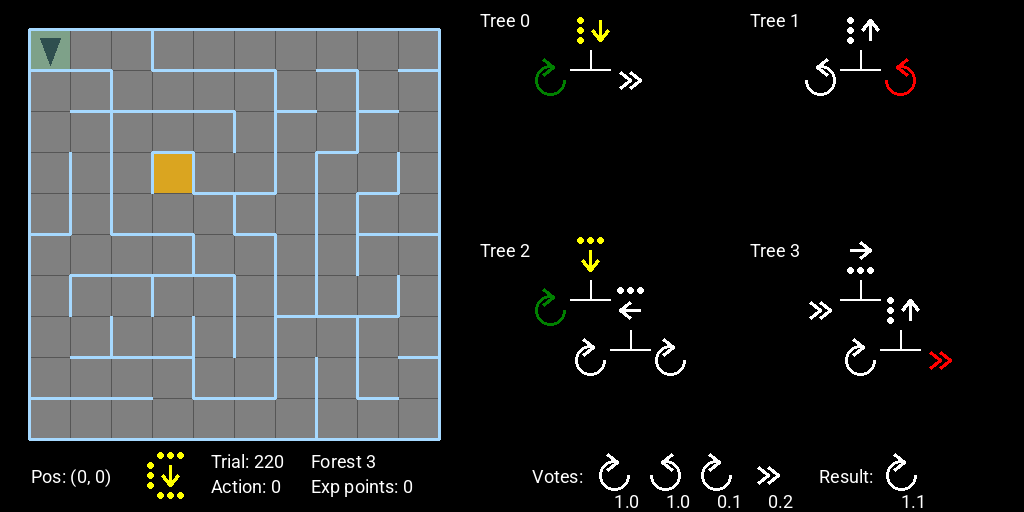 Tree 0
Tree 1
Tree 2
Tree 3
Pos: (0, 0)
Trial: 220
Forest 3
Action: 0
Exp points: 0
Votes:
1.0
1.0
0.1
0.2
Result:
1.1